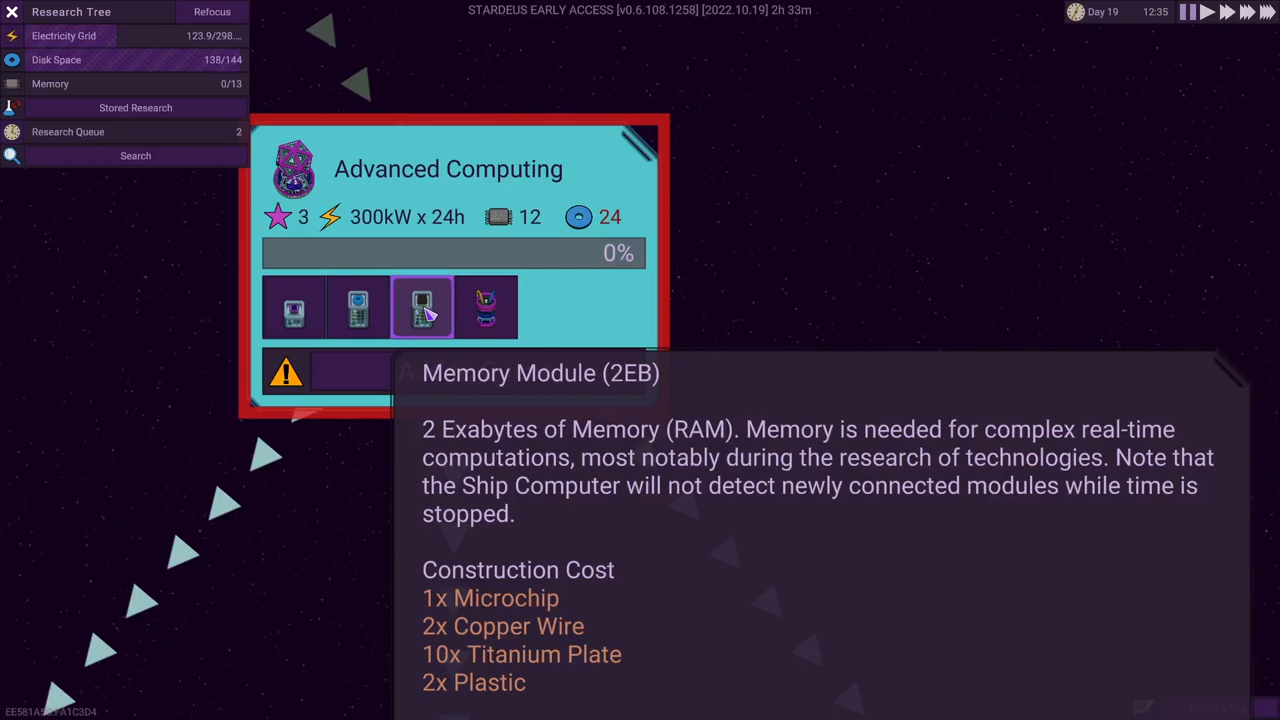 STARDEUS EARLY ACCESS [v0.6.108.1258] [2022.10.19] 2h 33m
Research Tree
Refocus
Day 19
12:35
Electricity Grid
123.9/298....
Disk Space
138/144
Memory
0/13
Stored Research
Research Queue
2
Search
Advanced Computing
3
300kW x 24h
12
24
0%
Memory Module (2EB)
2 Exabytes of Memory (RAM). Memory is needed for complex real-time
computations, most notably during the research of technologies. Note that
the Ship Computer will not detect newly connected modules while time is
stopped.
Construction Cost
1x Microchip
2x Copper Wire
10x Titanium Plate
2x Plastic